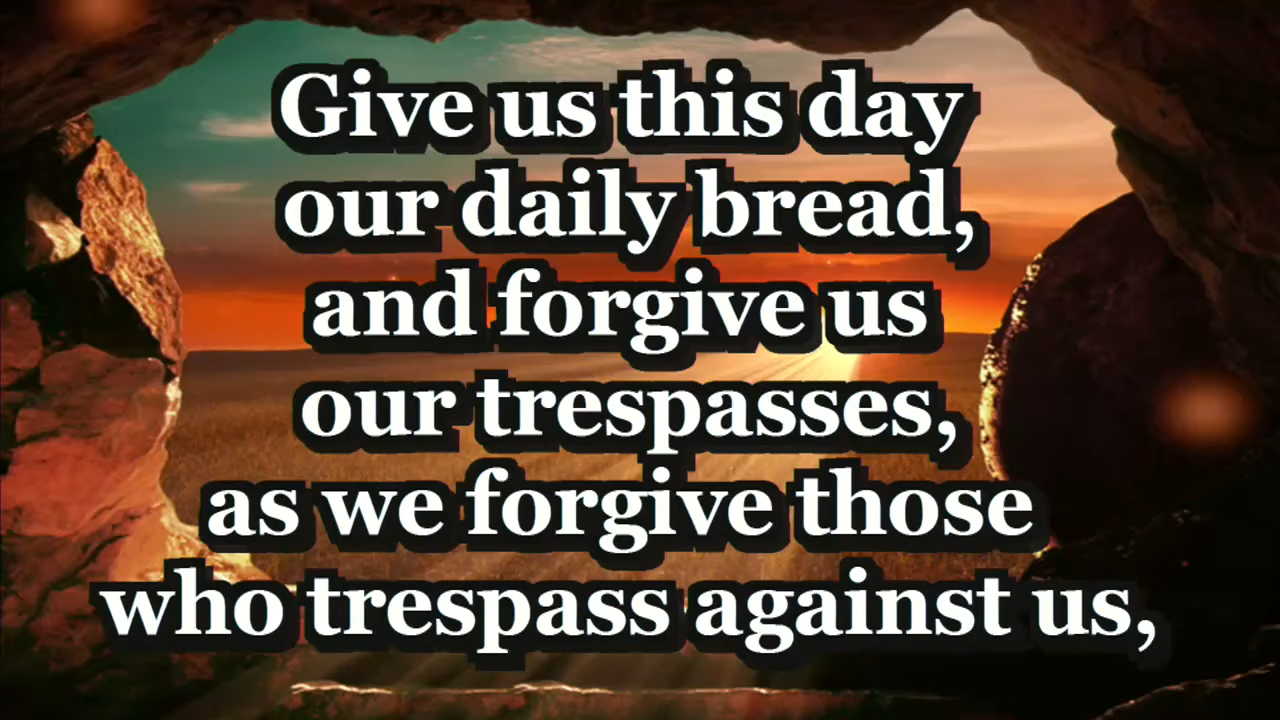 Give us this day
our daily bread,
and forgive us
our trespasses,
as we forgive those
who trespass against us,